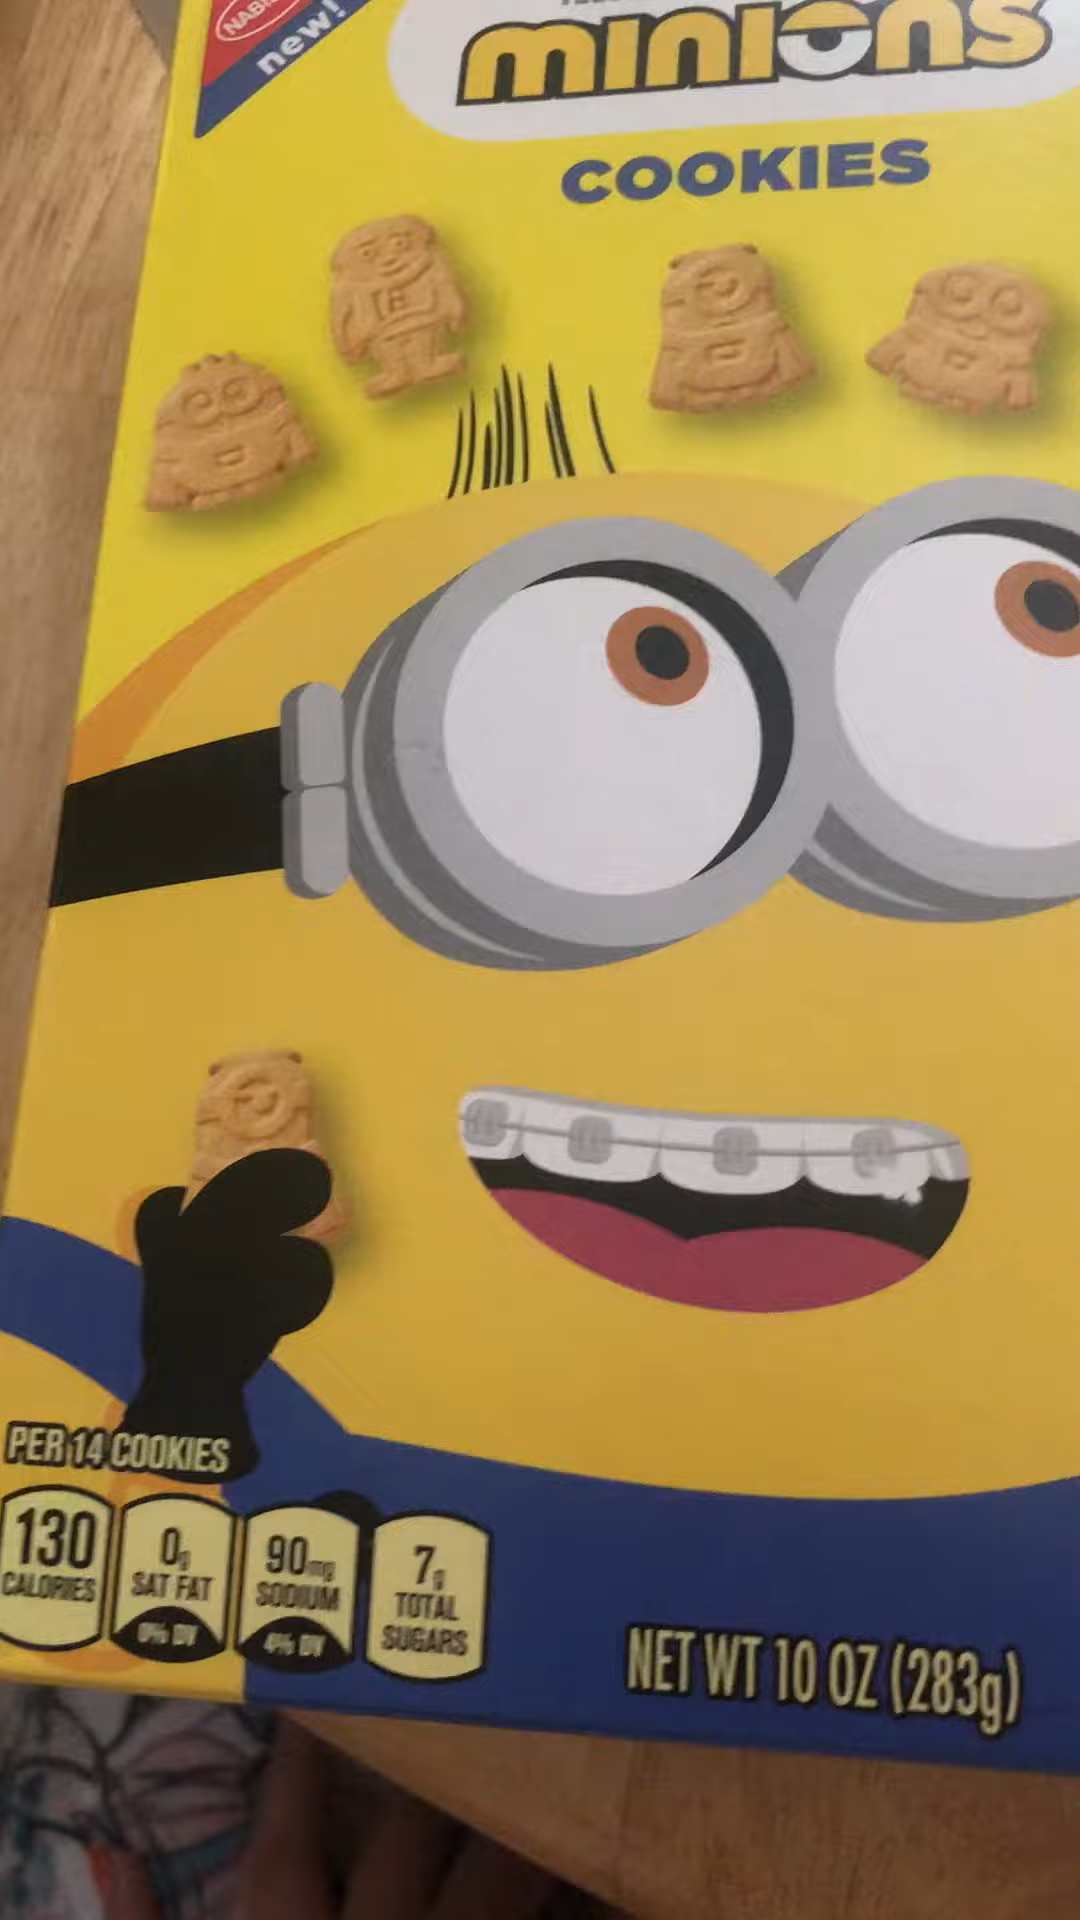 new!
minions
COOKIES
PER 14 COOKIES
130
CALORIES
0g
SAT FAT
0% DV
90mg
SODIUM
4% DV
7g
TOTAL
SUGARS
NET WT 10 OZ (283g)